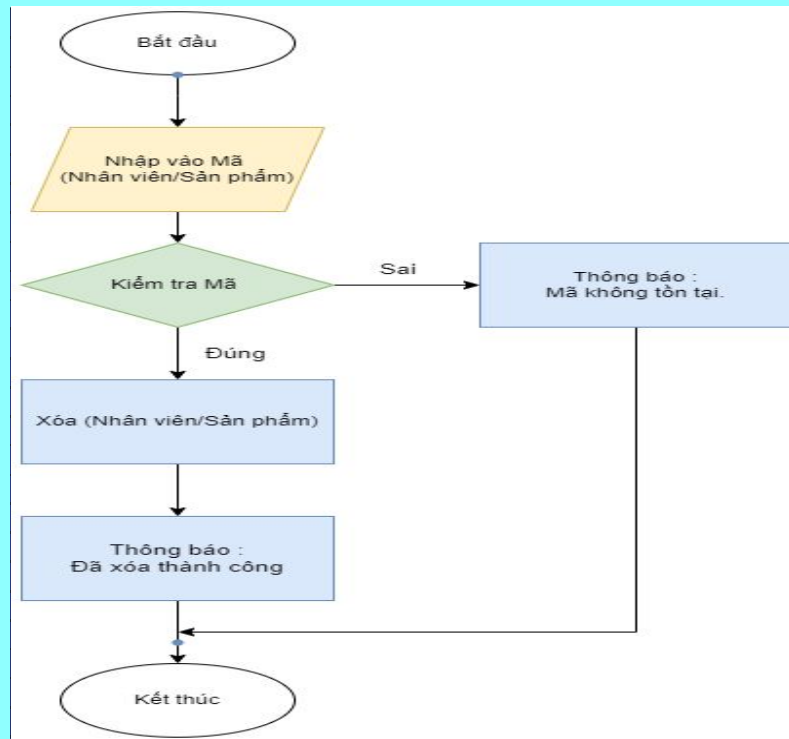 Bắt đầu
Nhập vào Mã
(Nhân viên/Sản phẩm)
Kiểm tra Mã
Sai
Thông báo :
Mã không tồn tại.
Đúng
Xóa (Nhân viên/Sản phẩm)
Thông báo :
Đã xóa thành công
Kết thúc